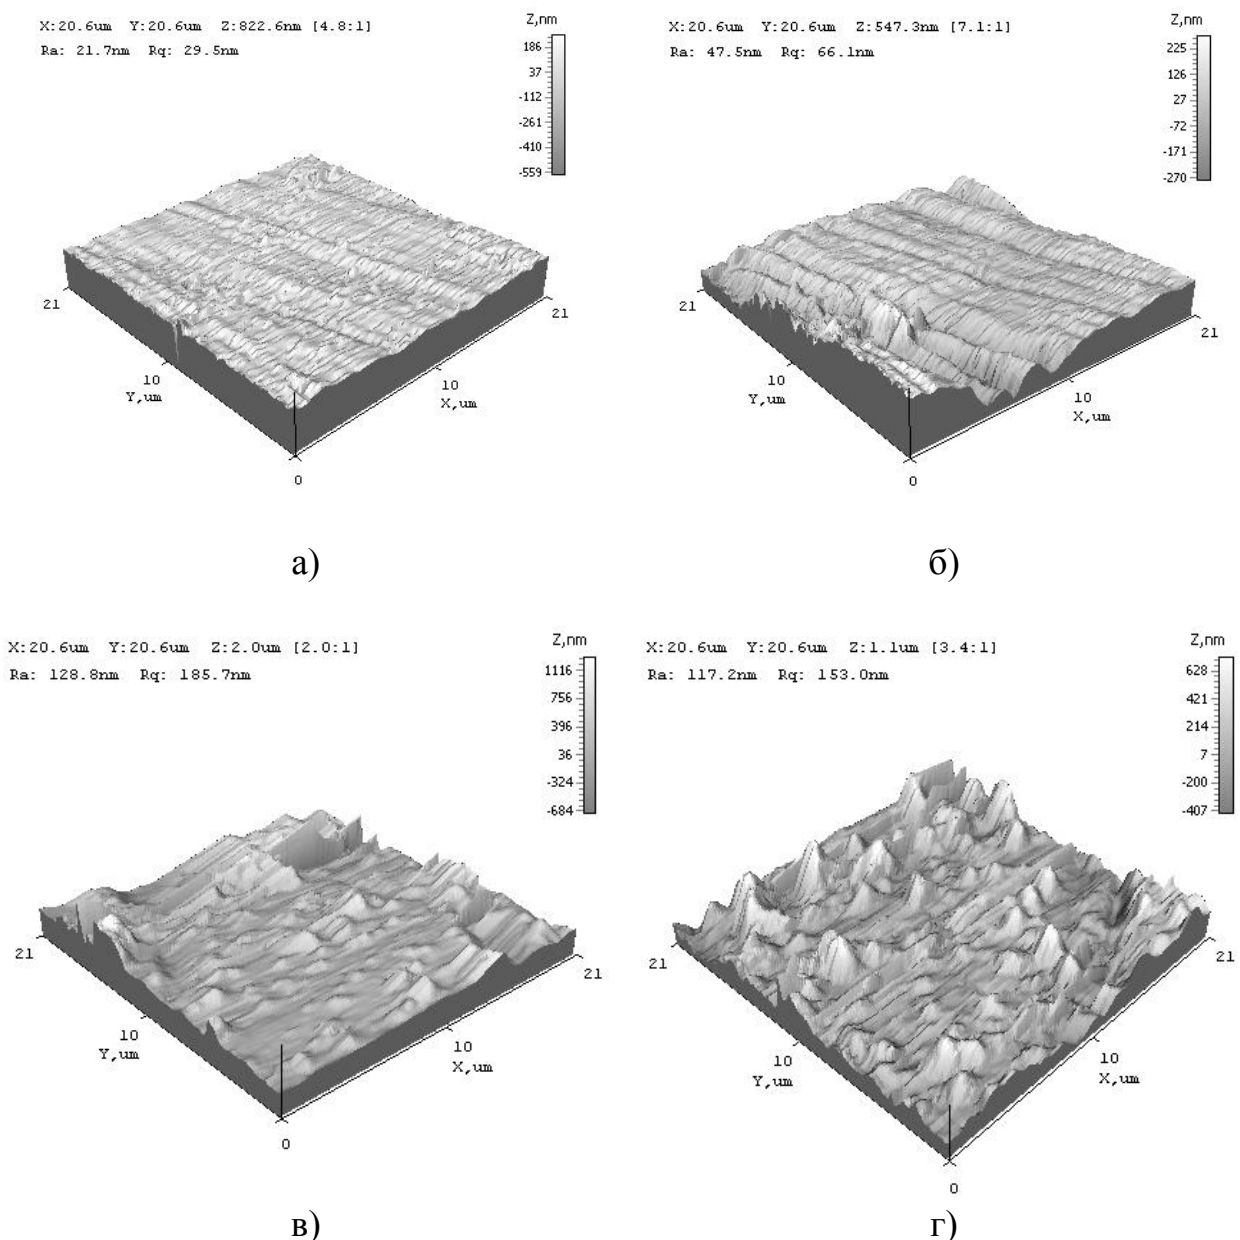 X:20.6um Y:20.6um Z:822.6nm [4.8:1]
Ra: 21.7nm Rq: 29.5nm
Z,nm
186
37
-112
-261
-410
-559
21
10
Y,um
0
10
X,um
21
а)
X:20.6um Y:20.6um Z:547.3nm [7.1:1]
Ra: 47.5nm Rq: 66.1nm
Z,nm
225
126
27
-72
-171
-270
21
10
Y,um
0
10
X,um
21
б)
X:20.6um Y:20.6um Z:2.0um [2.0:1]
Ra: 128.8nm Rq: 185.7nm
Z,nm
1116
756
396
36
-324
-684
21
10
Y,um
0
10
X,um
21
в)
X:20.6um Y:20.6um Z:1.1um [3.4:1]
Ra: 117.2nm Rq: 153.0nm
Z,nm
628
421
214
7
-200
-407
21
10
Y,um
0
10
X,um
21
г)